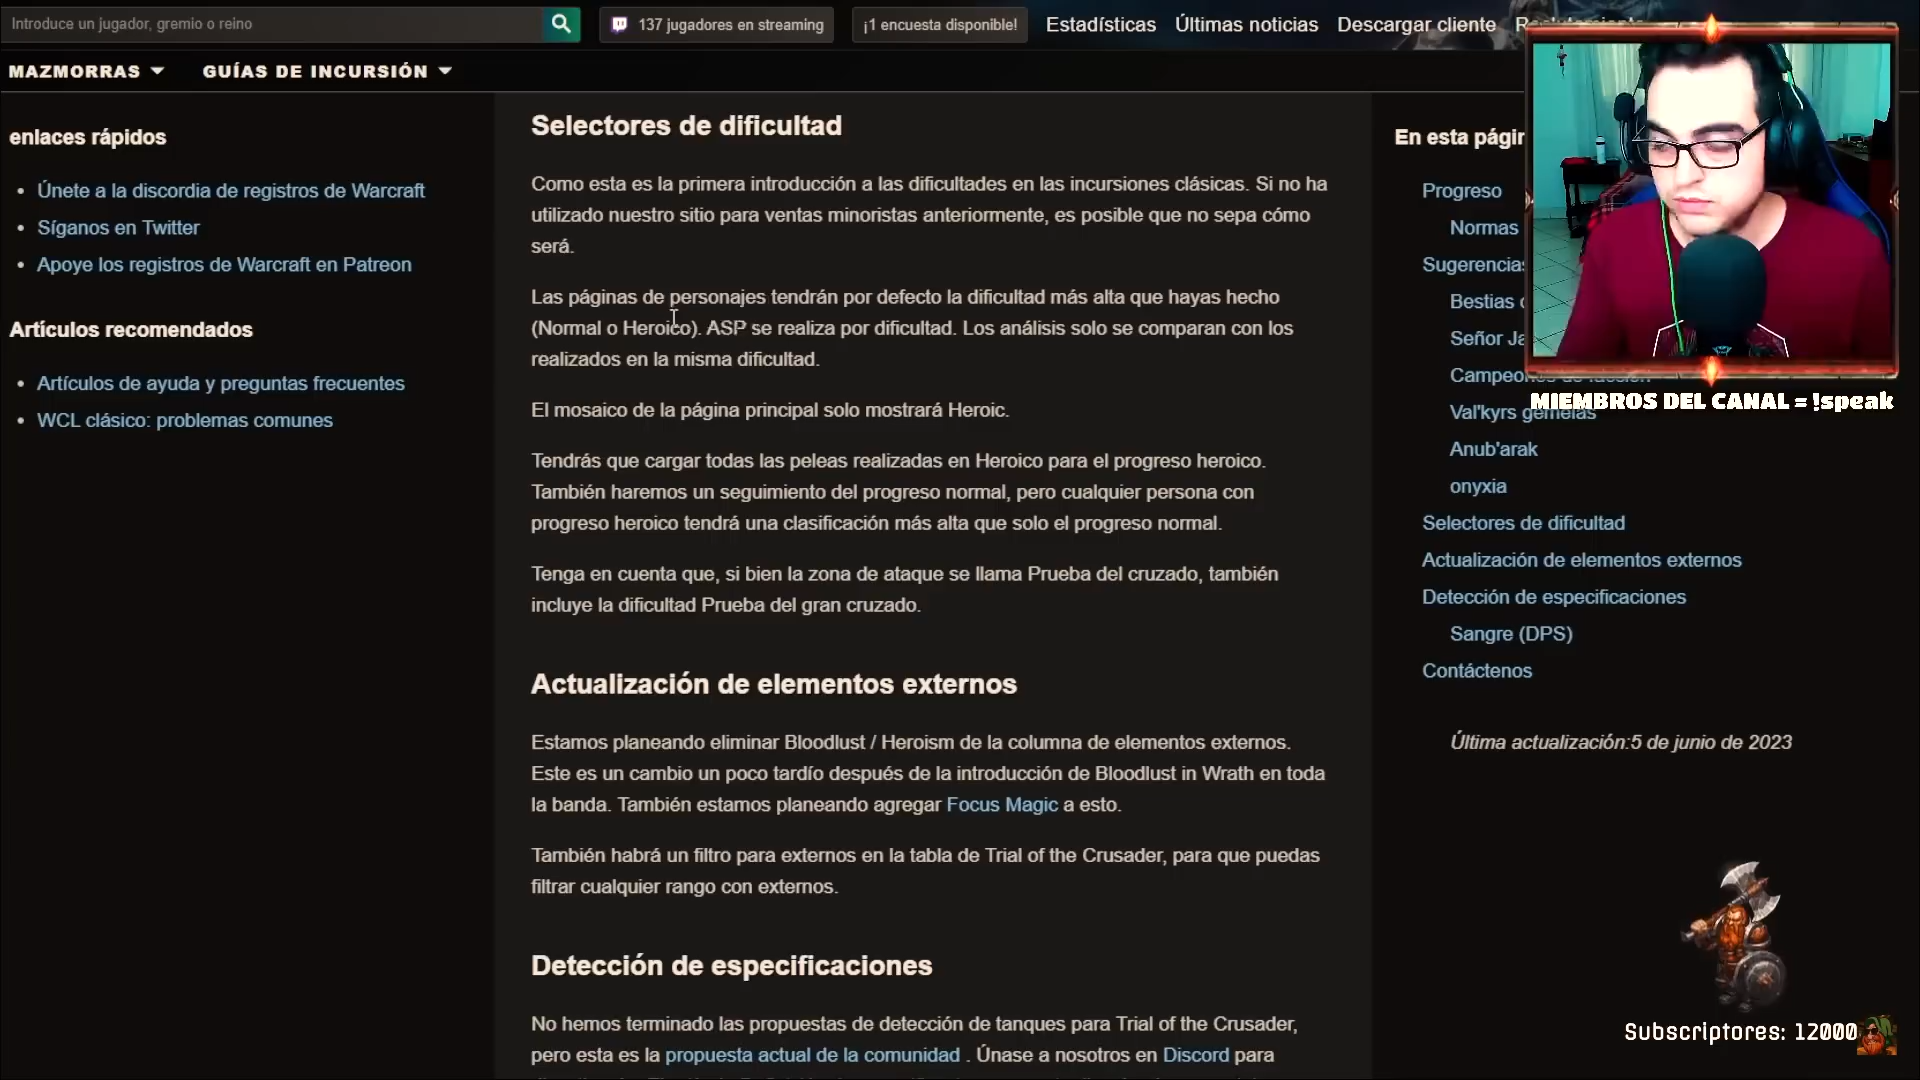 Introduce un jugador, gremio o reino
137 jugadores en streaming
¡1 encuesta disponible!
Estadísticas
Últimas noticias
Descargar cliente
MAZMORRAS
GUÍAS DE INCURSIÓN
enlaces rápidos
Únete a la discordia de registros de Warcraft
Síganos en Twitter
Apoye los registros de Warcraft en Patreon
Artículos recomendados
Artículos de ayuda y preguntas frecuentes
WCL clásico: problemas comunes
Selectores de dificultad
Como esta es la primera introducción a las dificultades en las incursiones clásicas. Si no ha
utilizado nuestro sitio para ventas minoristas anteriormente, es posible que no sepa cómo
será.
Las páginas de personajes tendrán por defecto la dificultad más alta que hayas hecho
(Normal o Heroico). ASP se realiza por dificultad. Los análisis solo se comparan con los
realizados en la misma dificultad.
El mosaico de la página principal solo mostrará Heroic.
Tendrás que cargar todas las peleas realizadas en Heroico para el progreso heroico.
También haremos un seguimiento del progreso normal, pero cualquier persona con
progreso heroico tendrá una clasificación más alta que solo el progreso normal.
Tenga en cuenta que, si bien la zona de ataque se llama Prueba del cruzado, también
incluye la dificultad Prueba del gran cruzado.
Actualización de elementos externos
Estamos planeando eliminar Bloodlust / Heroism de la columna de elementos externos.
Este es un cambio un poco tardío después de la introducción de Bloodlust in Wrath en toda
la banda. También estamos planeando agregar Focus Magic a esto.
También habrá un filtro para externos en la tabla de Trial of the Crusader, para que puedas
filtrar cualquier rango con externos.
Detección de especificaciones
No hemos terminado las propuestas de detección de tanques para Trial of the Crusader,
pero esta es la propuesta actual de la comunidad . Únase a nosotros en Discord para
En esta págin
Progreso
Normas
Sugerencias
Bestias
Señor Ja
Campeones
Val'kyrs gemelas
Anub'arak
onyxia
Selectores de dificultad
Actualización de elementos externos
Detección de especificaciones
Sangre (DPS)
Contáctenos
Última actualización:5 de junio de 2023
MIEMBROS DEL CANAL = !speak
Subscriptores: 12000